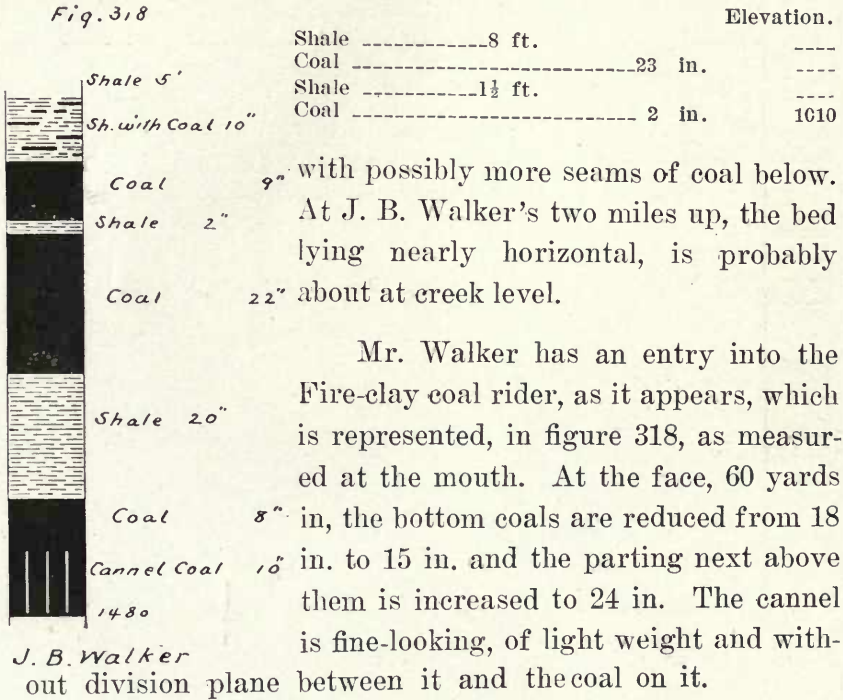 Fig. 318
Shale 5'
Sh. with Coal 10"
Coal 9"
Shale 2"
Coal 22"
Shale 20"
Coal 8"
Cannel Coal 10"
1480
J. B. Walker
Elevation.
Shale ------------8 ft. ----
Coal ---------------------------23 in. ----
Shale -----------1½ ft. ----
Coal --------------------------- 2 in. 1010
with possibly more seams of coal below.
At J. B. Walker's two miles up, the bed
lying nearly horizontal, is probably
about at creek level.
Mr. Walker has an entry into the
Fire-clay coal rider, as it appears, which
is represented, in figure 318, as measur-
ed at the mouth. At the face, 60 yards
in, the bottom coals are reduced from 18
in. to 15 in. and the parting next above
them is increased to 24 in. The cannel
is fine-looking, of light weight and with-
out division plane between it and the coal on it.